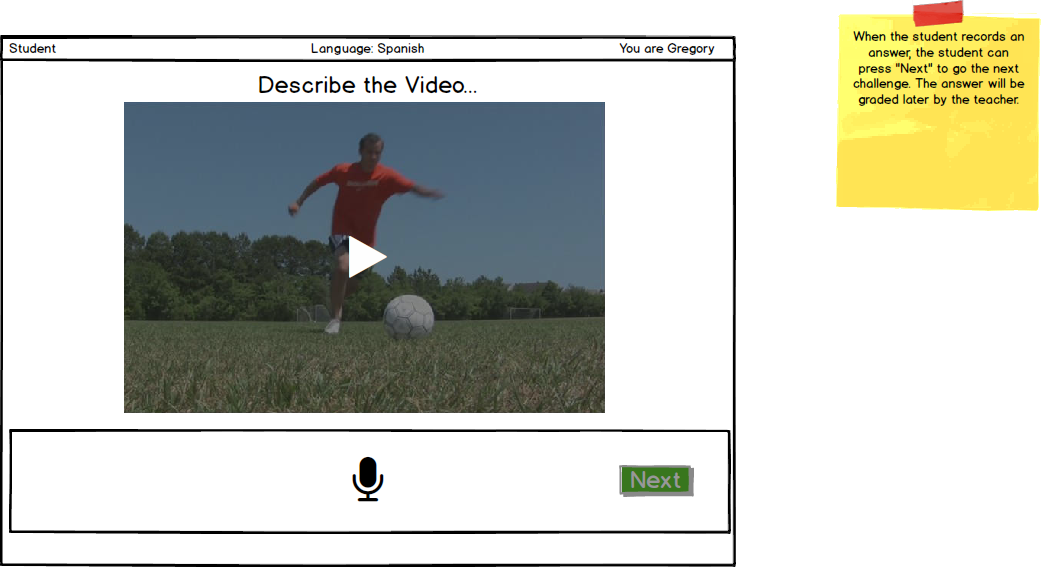 Student
Language: Spanish
You are Gregory
Describe the Video...
Next
When the student records an
answer, the student can
press "Next" to go the next
challenge. The answer will be
graded later by the teacher.